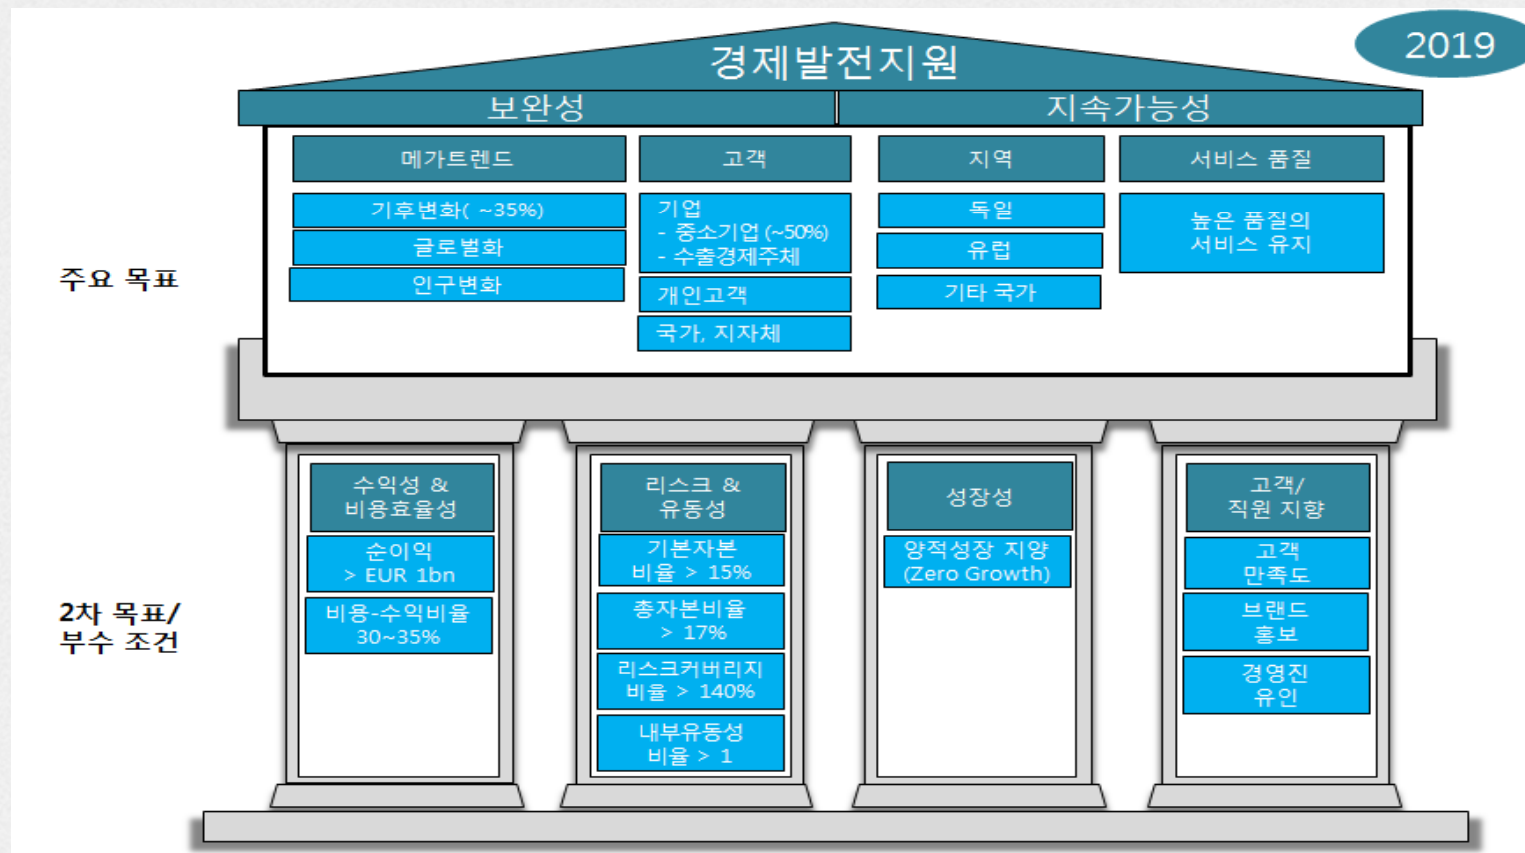 2019
경제발전지원
보완성
지속가능성
주요 목표
메가트렌드
기후변화( ~35%)
글로벌화
인구변화
고객
기업
- 중소기업 (~50%)
- 수출경제주체
개인고객
국가, 지자체
지역
독일
유럽
기타 국가
서비스 품질
높은 품질의
서비스 유지
2차 목표/
부수 조건
수익성 &
비용효율성
순이익
> EUR 1bn
비용-수익비율
30~35%
리스크 &
유동성
기본자본
비율 > 15%
총자본비율
> 17%
리스크커버리지
비율 > 140%
내부유동성
비율 > 1
성장성
양적성장 지양
(Zero Growth)
고객/
직원 지향
고객
만족도
브랜드
홍보
경영진
유인